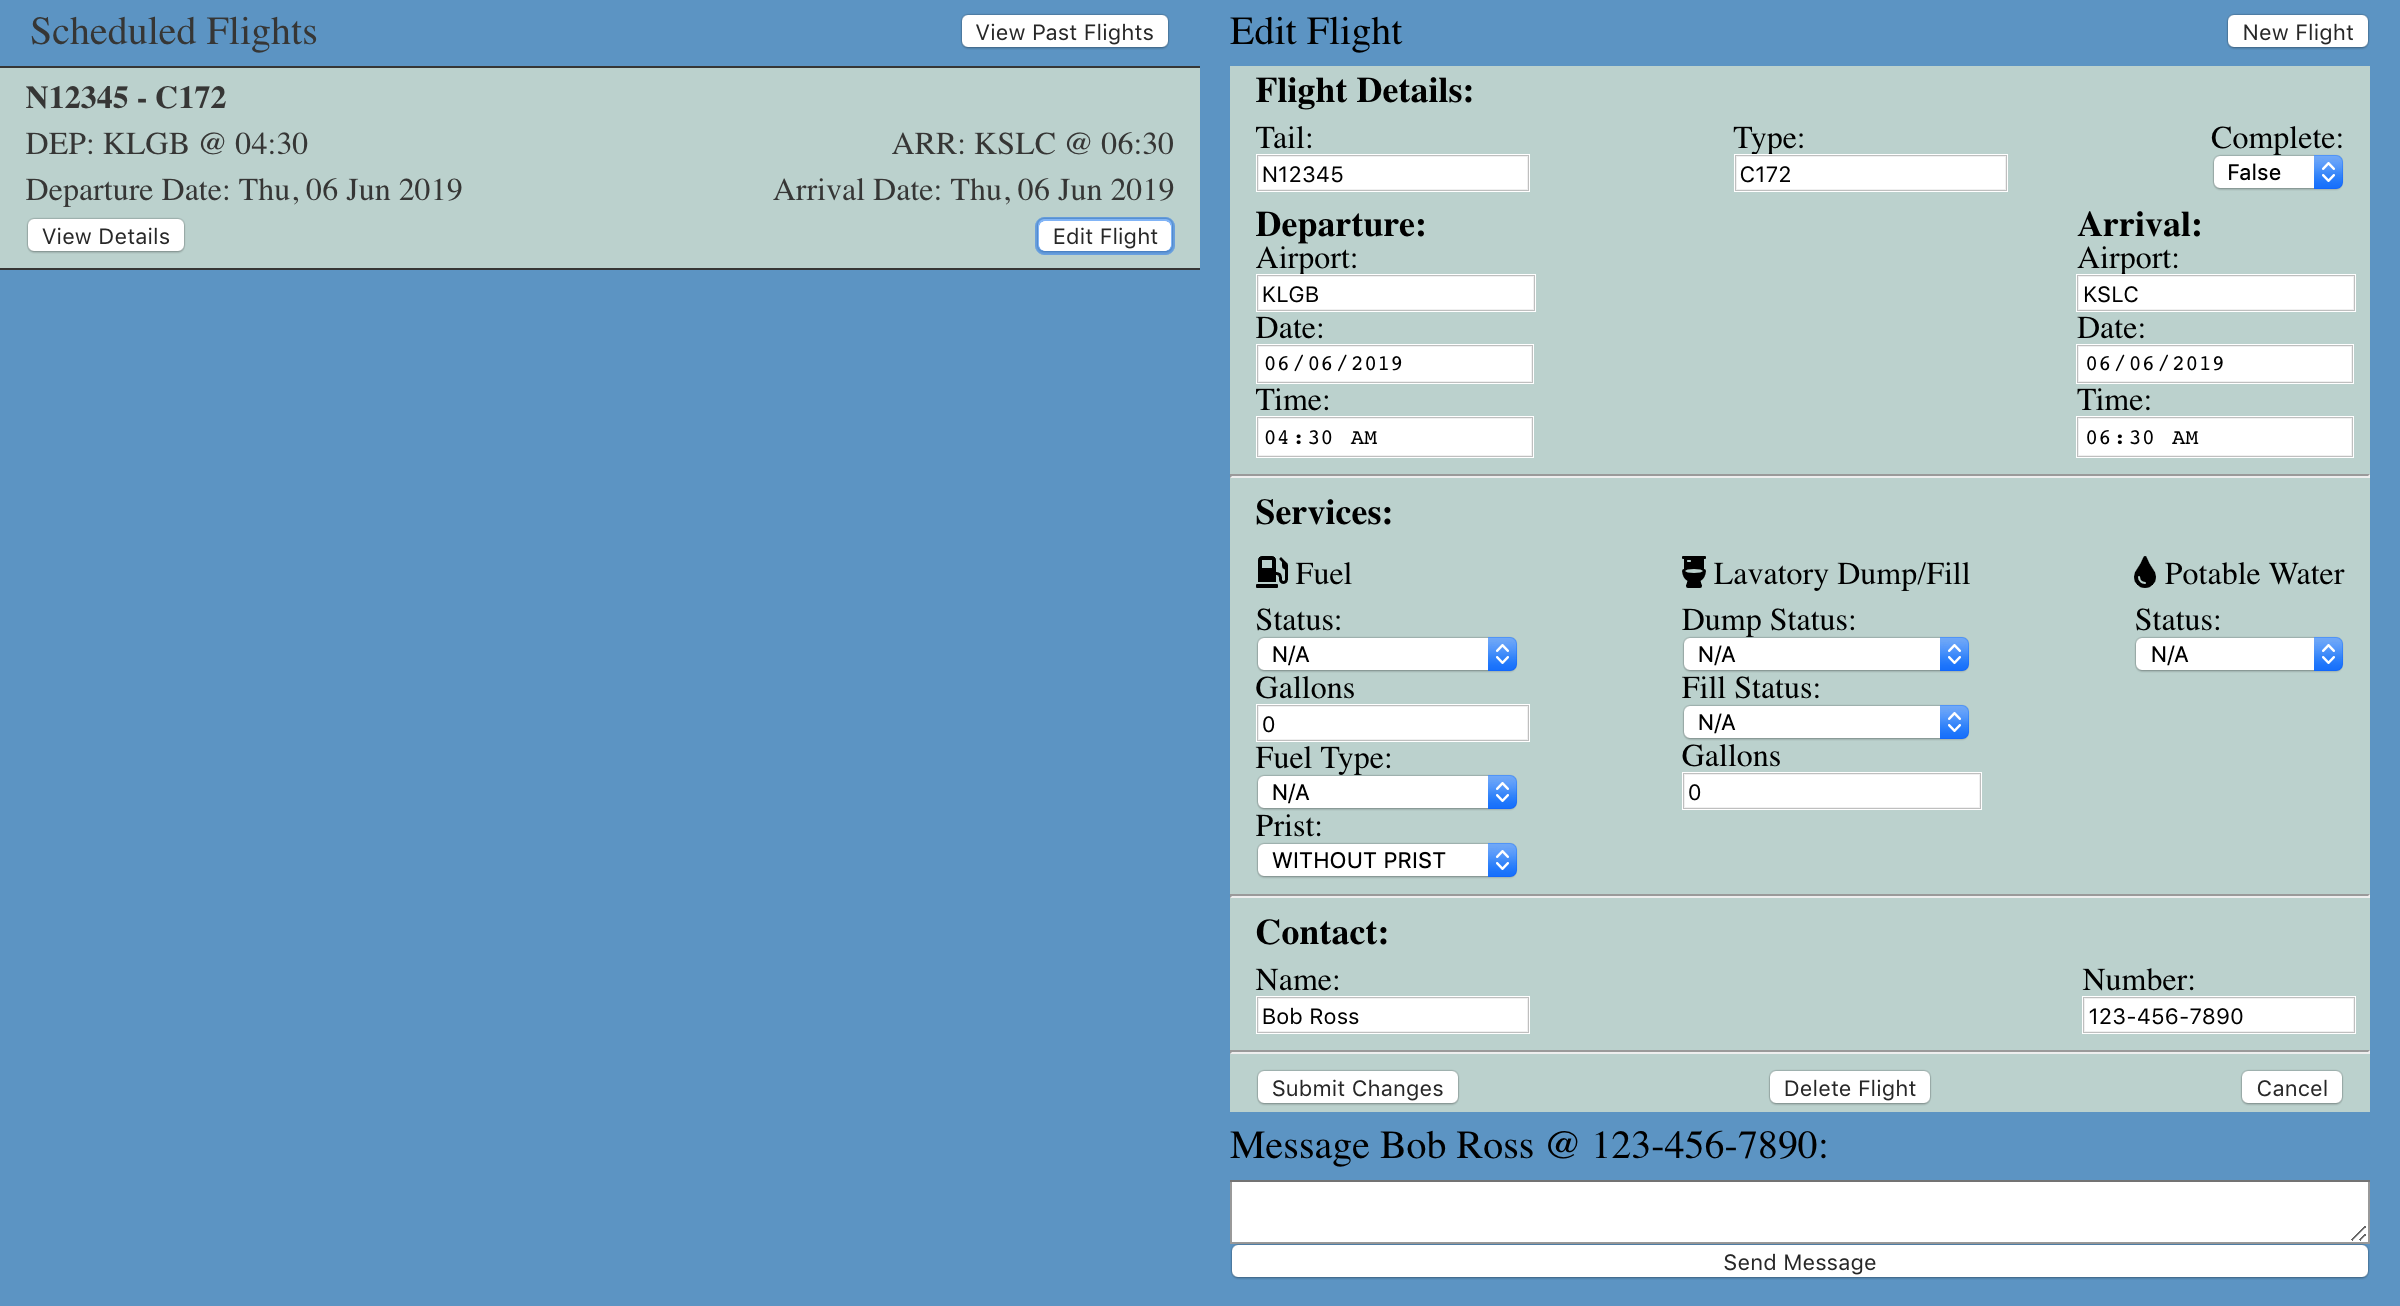 Scheduled Flights
View Past Flights
N12345 - C172
DEP: KLGB @ 04:30
ARR: KSLC @ 06:30
Departure Date: Thu, 06 Jun 2019
Arrival Date: Thu, 06 Jun 2019
View Details
Edit Flight
Edit Flight
New Flight
Flight Details:
Tail:
Type:
Complete:
N12345
C172
False
Departure:
Airport:
KLGB
Date:
06/06/2019
Time:
04:30 AM
Arrival:
Airport:
KSLC
Date:
06/06/2019
Time:
06:30 AM
Services:
Fuel
Status:
N/A
Gallons
0
Fuel Type:
N/A
Prist:
WITHOUT PRIST
Lavatory Dump/Fill
Dump Status:
N/A
Fill Status:
N/A
Gallons
0
Potable Water
Status:
N/A
Contact:
Name:
Bob Ross
Number:
123-456-7890
Submit Changes
Delete Flight
Cancel
Message Bob Ross @ 123-456-7890:
Send Message